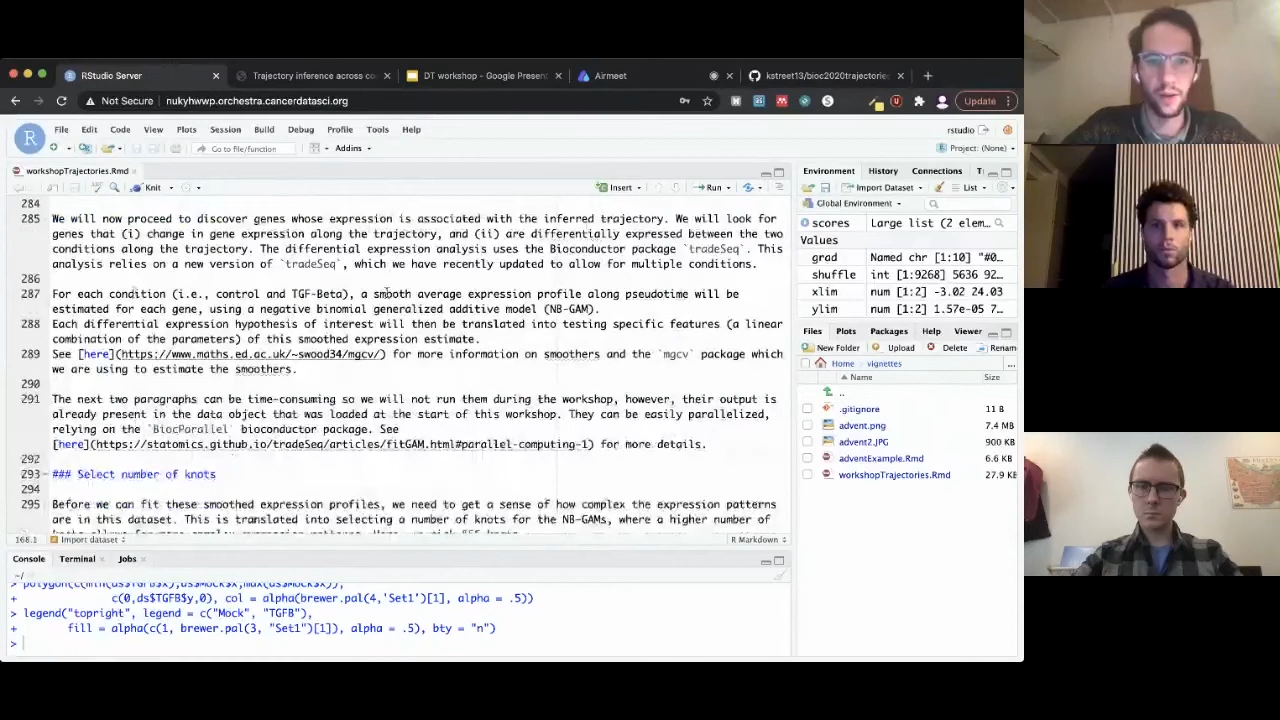 RStudio Server
Trajectory inference across co
DT workshop - Google Presen
Airmeet
kstreet13/bioc2020trajectories
Not Secure
nukyhwwp.orchestra.cancerdatasci.org
Update
File Edit Code View Plots Session Build Debug Profile Tools Help
rstudio
Go to file/function
Addins
Project: (None)
workshopTrajectories.Rmd
Knit
Insert
Run
284
285 We will now proceed to discover genes whose expression is associated with the inferred trajectory. We will look for
genes that (i) change in gene expression along the trajectory, and (ii) are differentially expressed between the two
conditions along the trajectory. The differential expression analis uses the Bioconductor package `tradeSeq`. This
analysis relies on a new version of `tradeSeq`, which we have recently updated to allow for multiple conditions.
286
287 For each condition (i.e., control and TGF-Beta), a smooth average expression profile along pseudotime will be
estimated for each gene, using a negative binomial generalized additive model (NB-GAM).
288 Each differential expression hypothesis of interest will then be translated into testing specific features (a linear
combination of the parameters) of this smoothed expression estimate.
289 See [here](https://www.maths.ed.ac.uk/~swood34/mgcv/) for more information on smoothers and the `mgcv` package which
we are using to estimate the smoothers.
290
291 The next two paragraphs can be time-consuming so we will not run them during the workshop, however, their output is
already present in the data object that was loaded at the start of this workshop. They can be easily parallelized,
relying on the `BiocParallel` bioconductor package. See
[here](https://statomics.github.io/tradeSeq/articles/fitGAM.html#parallel-computing-1) for more details.
292
293 ### Select number of knots
294
295 Before we can fit these smoothed expression profiles, we need to get a sense of how complex the expression patterns
are in this dataset. This is translated into selecting a number of knots for the NB-GAMs, where a higher number of
168.1
Import dataset
R Markdown
Console Terminal Jobs
~/
> polygon(c(min(ds$TGFB$x),ds$Mock$x,max(ds$Mock$x)),
+ c(0,ds$TGFB$y,0), col = alpha(brewer.pal(4,'Set1')[1], alpha = .5))
> legend("topright", legend = c("Mock", "TGFB"),
+ fill = alpha(c(1, brewer.pal(3, "Set1")[1]), alpha = .5), bty = "n")
>
Environment History Connections
Import Dataset
List
Global Environment
scores Large list (2 elem…
Values
grad Named chr [1:10] "#0…
shuffle int [1:9268] 5636 92…
xlim num [1:2] -3.02 24.03
ylim num [1:2] 1.57e-05 7…
Files Plots Packages Help Viewer
New Folder Upload Delete Renam
Home vignettes
Name Size
..
.gitignore 11 B
advent.png 7.4 MB
advent2.JPG 900 KB
adventExample.Rmd 6.6 KB
workshopTrajectories.Rmd 27.9 K